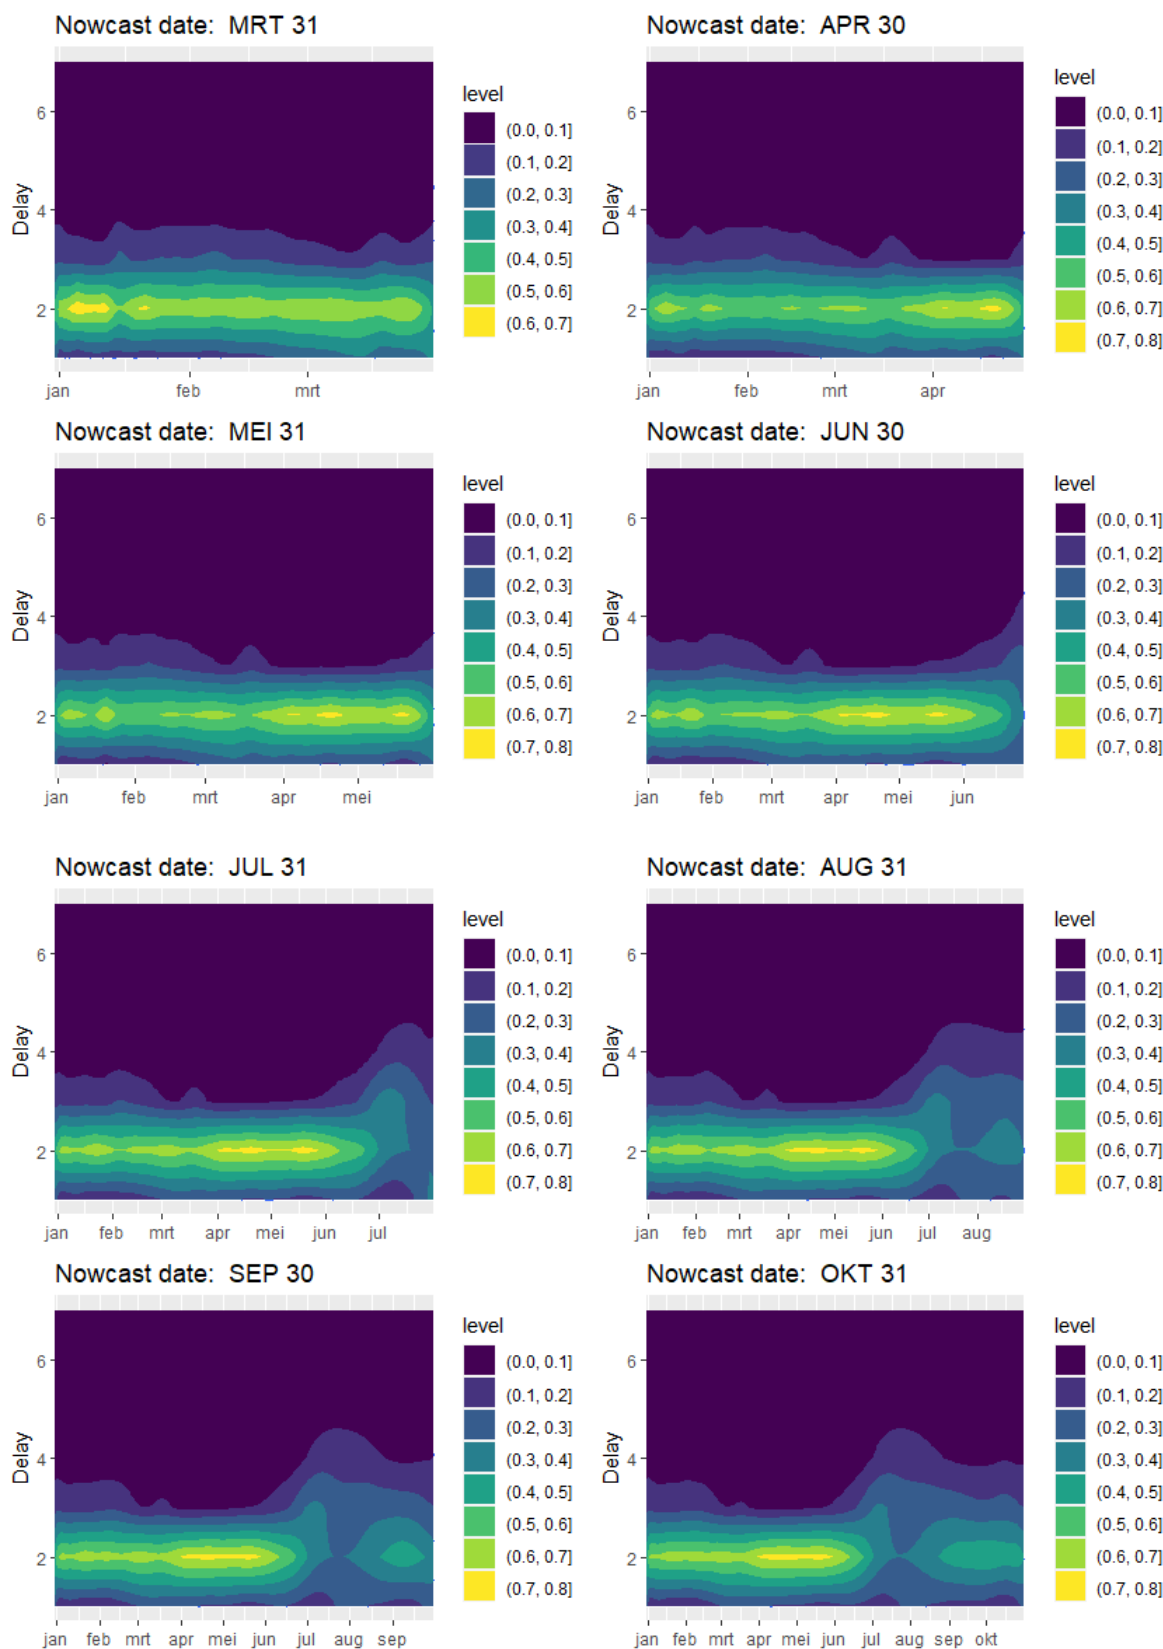 Nowcast date: MRT 31
Delay
6
4
2
jan feb mrt
level
(0.0, 0.1]
(0.1, 0.2]
(0.2, 0.3]
(0.3, 0.4]
(0.4, 0.5]
(0.5, 0.6]
(0.6, 0.7]
Nowcast date: APR 30
Delay
6
4
2
jan feb mrt apr
level
(0.0, 0.1]
(0.1, 0.2]
(0.2, 0.3]
(0.3, 0.4]
(0.4, 0.5]
(0.5, 0.6]
(0.6, 0.7]
(0.7, 0.8]
Nowcast date: MEI 31
Delay
6
4
2
jan feb mrt apr mei
level
(0.0, 0.1]
(0.1, 0.2]
(0.2, 0.3]
(0.3, 0.4]
(0.4, 0.5]
(0.5, 0.6]
(0.6, 0.7]
(0.7, 0.8]
Nowcast date: JUN 30
Delay
6
4
2
jan feb mrt apr mei jun
level
(0.0, 0.1]
(0.1, 0.2]
(0.2, 0.3]
(0.3, 0.4]
(0.4, 0.5]
(0.5, 0.6]
(0.6, 0.7]
(0.7, 0.8]
Nowcast date: JUL 31
Delay
6
4
2
jan feb mrt apr mei jun jul
level
(0.0, 0.1]
(0.1, 0.2]
(0.2, 0.3]
(0.3, 0.4]
(0.4, 0.5]
(0.5, 0.6]
(0.6, 0.7]
(0.7, 0.8]
Nowcast date: AUG 31
Delay
6
4
2
jan feb mrt apr mei jun jul aug
level
(0.0, 0.1]
(0.1, 0.2]
(0.2, 0.3]
(0.3, 0.4]
(0.4, 0.5]
(0.5, 0.6]
(0.6, 0.7]
(0.7, 0.8]
Nowcast date: SEP 30
Delay
6
4
2
jan feb mrt apr mei jun jul aug sep
level
(0.0, 0.1]
(0.1, 0.2]
(0.2, 0.3]
(0.3, 0.4]
(0.4, 0.5]
(0.5, 0.6]
(0.6, 0.7]
(0.7, 0.8]
Nowcast date: OKT 31
Delay
6
4
2
jan feb mrt apr mei jun jul aug sep okt
level
(0.0, 0.1]
(0.1, 0.2]
(0.2, 0.3]
(0.3, 0.4]
(0.4, 0.5]
(0.5, 0.6]
(0.6, 0.7]
(0.7, 0.8]